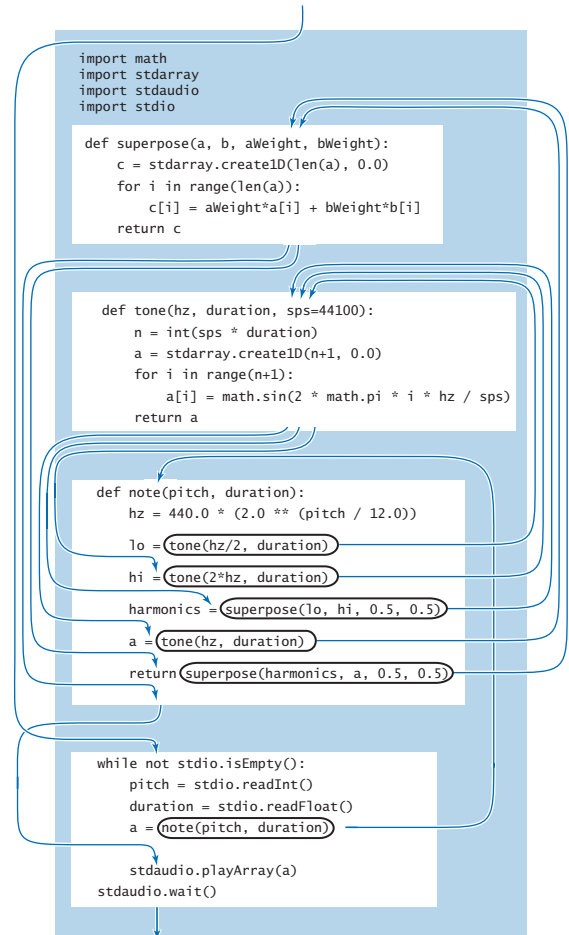 import math
import stdarray
import stdaudio
import stdio
def superpose(a, b, aWeight, bWeight):
    c = stdarray.create1D(len(a), 0.0)
    for i in range(len(a)):
        c[i] = aWeight*a[i] + bWeight*b[i]
    return c
def tone(hz, duration, sps=44100):
    n = int(sps * duration)
    a = stdarray.create1D(n+1, 0.0)
    for i in range(n+1):
        a[i] = math.sin(2 * math.pi * i * hz / sps)
    return a
def note(pitch, duration):
    hz = 440.0 * (2.0 ** (pitch / 12.0))
    lo = tone(hz/2, duration)
    hi = tone(2*hz, duration)
    harmonics = superpose(lo, hi, 0.5, 0.5)
    a = tone(hz, duration)
    return superpose(harmonics, a, 0.5, 0.5)
while not stdio.isEmpty():
    pitch = stdio.readInt()
    duration = stdio.readFloat()
    a = note(pitch, duration)
    stdaudio.playArray(a)
stdaudio.wait()